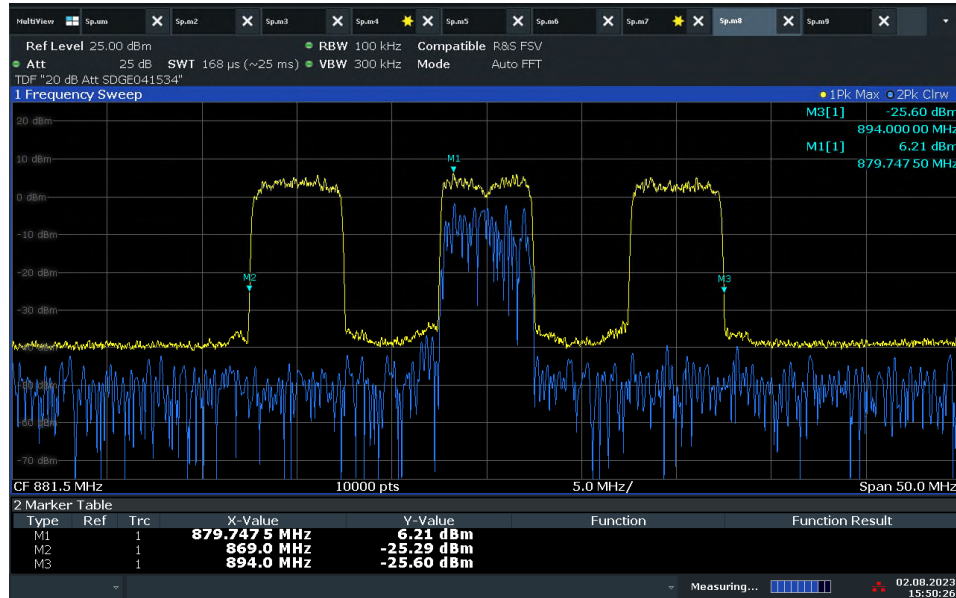 MultiView Sp.um Sp.m2 Sp.m3 Sp.m4 Sp.m5 Sp.m6 Sp.m7 Sp.m8 Sp.m9
Ref Level 25.00 dBm RBW 100 kHz Compatible R&S FSV
Att 25 dB SWT 168 µs (~25 ms) VBW 300 kHz Mode Auto FFT
TDF "20 dB Att SDGE041534"
1 Frequency Sweep 1Pk Max 2Pk Clrw
M3[1] -25.60 dBm
894.000 00 MHz
M1[1] 6.21 dBm
879.747 50 MHz
20 dBm
10 dBm
M1
0 dBm
-10 dBm
-20 dBm
M2
M3
-30 dBm
-70 dBm
CF 881.5 MHz 10000 pts 5.0 MHz/ Span 50.0 MHz
2 Marker Table
Type Ref Trc X-Value Y-Value Function Function Result
M1 1 879.747 5 MHz 6.21 dBm
M2 1 869.0 MHz -25.29 dBm
M3 1 894.0 MHz -25.60 dBm
Measuring... 02.08.2023
15:50:26